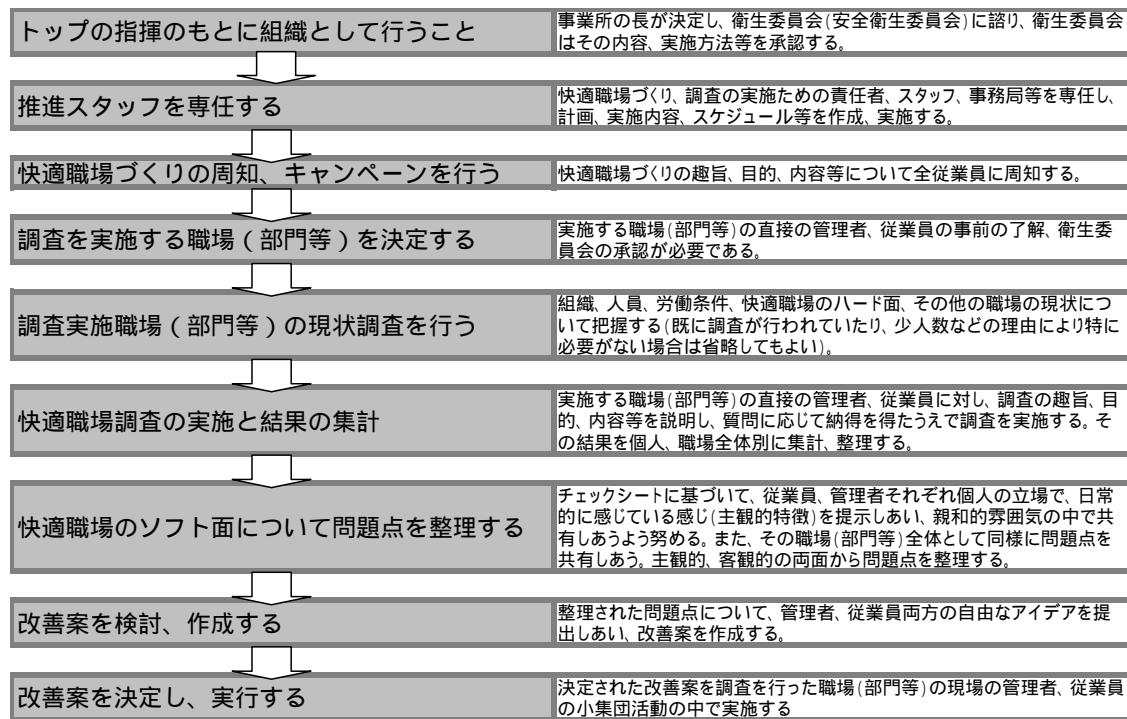 トップの指揮のもとに組織として行うこと
事業所の長が決定し、衛生委員会(安全衛生委員会)に諮り、衛生委員会
はその内容、実施方法等を承認する。
推進スタッフを専任する
快適職場づくり、調査の実施ための責任者、スタッフ、事務局等を専任し、
計画、実施内容、スケジュール等を作成、実施する。
快適職場づくりの周知、キャンペーンを行う
快適職場づくりの趣旨、目的、内容等について全従業員に周知する。
調査を実施する職場（部門等）を決定する
実施する職場(部門等)の直接の管理者、従業員の事前の了解、衛生委
員会の承認が必要である。
調査実施職場（部門等）の現状調査を行う
組織、人員、労働条件、快適職場のハード面、その他の職場の現状につ
いて把握する(既に調査が行われていたり、少人数などの理由により特に
必要がない場合は省略してもよい)。
快適職場調査の実施と結果の集計
実施する職場(部門等)の直接の管理者、従業員に対し、調査の趣旨、目
的、内容等を説明し、質問に応じて納得を得たうえで調査を実施する。そ
の結果を個人、職場全体別に集計、整理する。
快適職場のソフト面について問題点を整理する
チェックシートに基づいて、従業員、管理者それぞれ個人の立場で、日常
的に感じている感じ(主観的特徴)を提示しあい、親和的雰囲気の中で共
有しあうよう努める。また、その職場(部門等)全体として同様に問題点を
共有しあう。主観的、客観的の両面から問題点を整理する。
改善案を検討、作成する
整理された問題点について、管理者、従業員両方の自由なアイデアを提
出しあい、改善案を作成する。
改善案を決定し、実行する
決定された改善案を調査を行った職場(部門等)の現場の管理者、従業員
の小集団活動の中で実施する